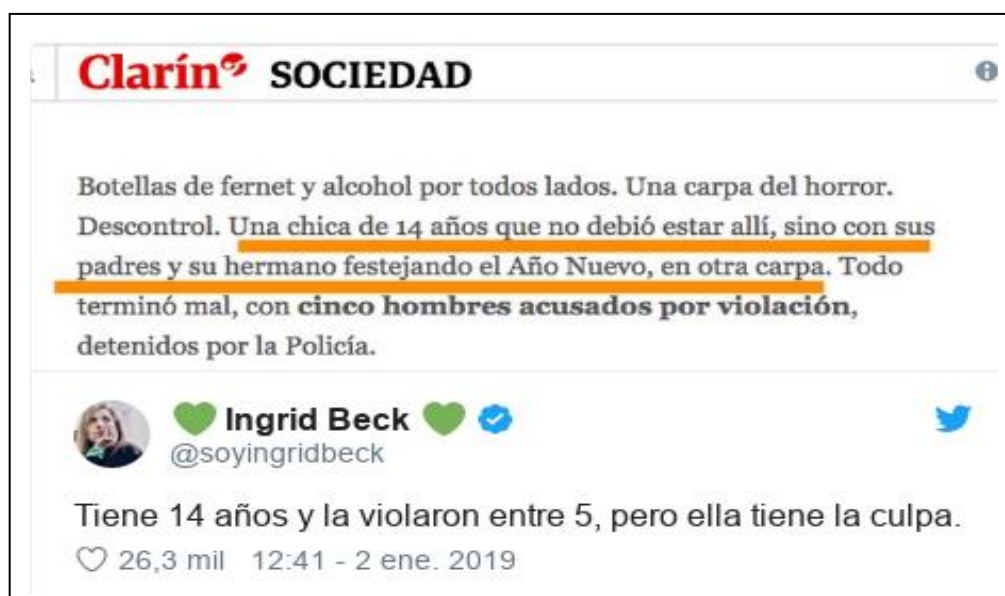 Clarín SOCIEDAD
Botellas de fernet y alcohol por todos lados. Una carpa del horror.
Descontrol. Una chica de 14 años que no debió estar allí, sino con sus
padres y su hermano festejando el Año Nuevo, en otra carpa. Todo
terminó mal, con cinco hombres acusados por violación,
detenidos por la Policía.
💚 Ingrid Beck 💚
@soyingridbeck
Tiene 14 años y la violaron entre 5, pero ella tiene la culpa.
26,3 mil 12:41 - 2 ene. 2019